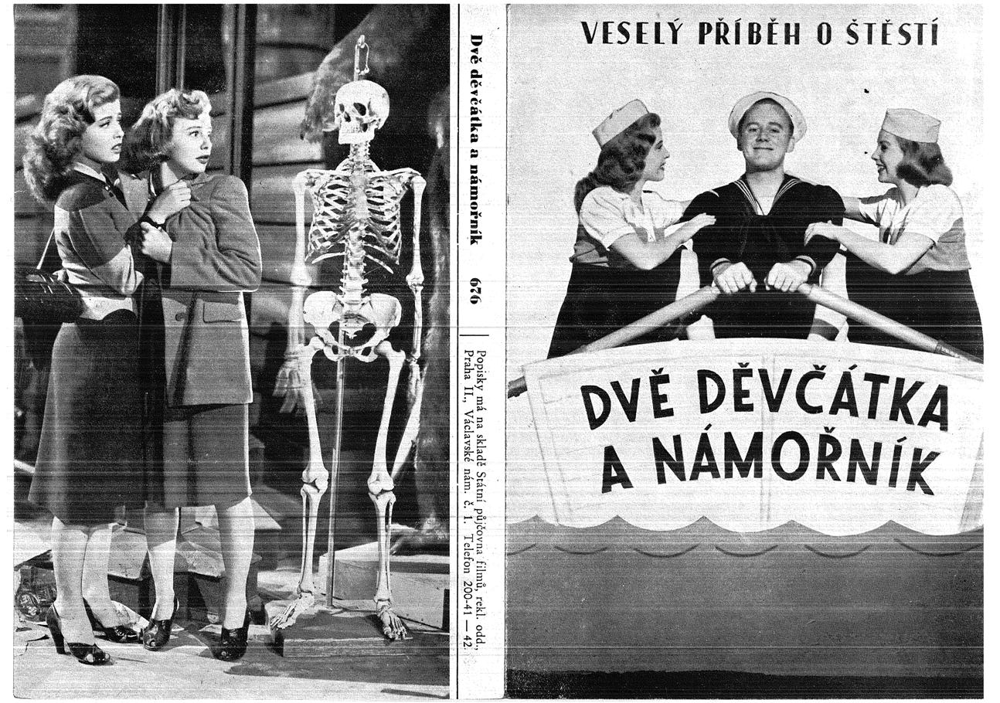 Dvě děvčátka a námořník 676
Popisky má na skladě Státní půjčovna filmů, rekl. odd.,
Praha II., Václavské nám. č. 1. Telefon 200-41 — 42.
VESELÝ PŘÍBĚH O ŠTĚSTÍ
DVĚ DĚVČÁTKA
A NÁMOŘNÍK